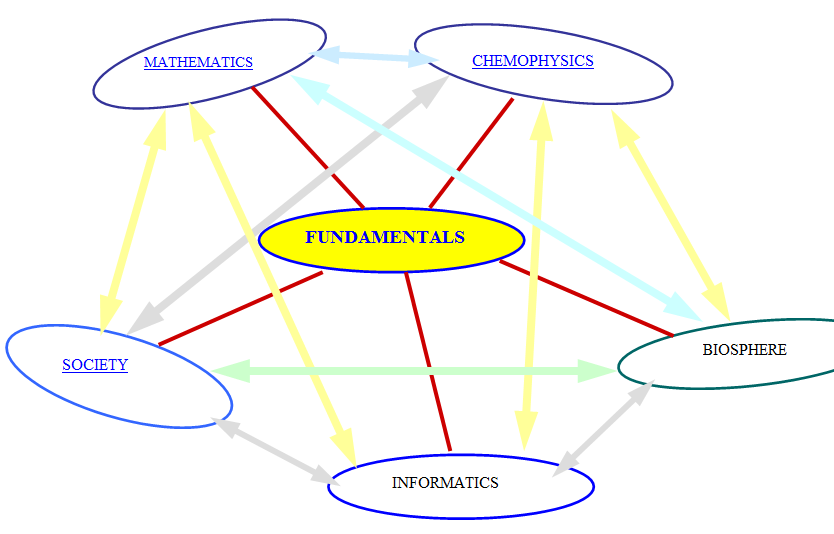 MATHEMATICS
CHEMOPHYSICS
FUNDAMENTALS
SOCIETY
BIOSPHERE
INFORMATICS